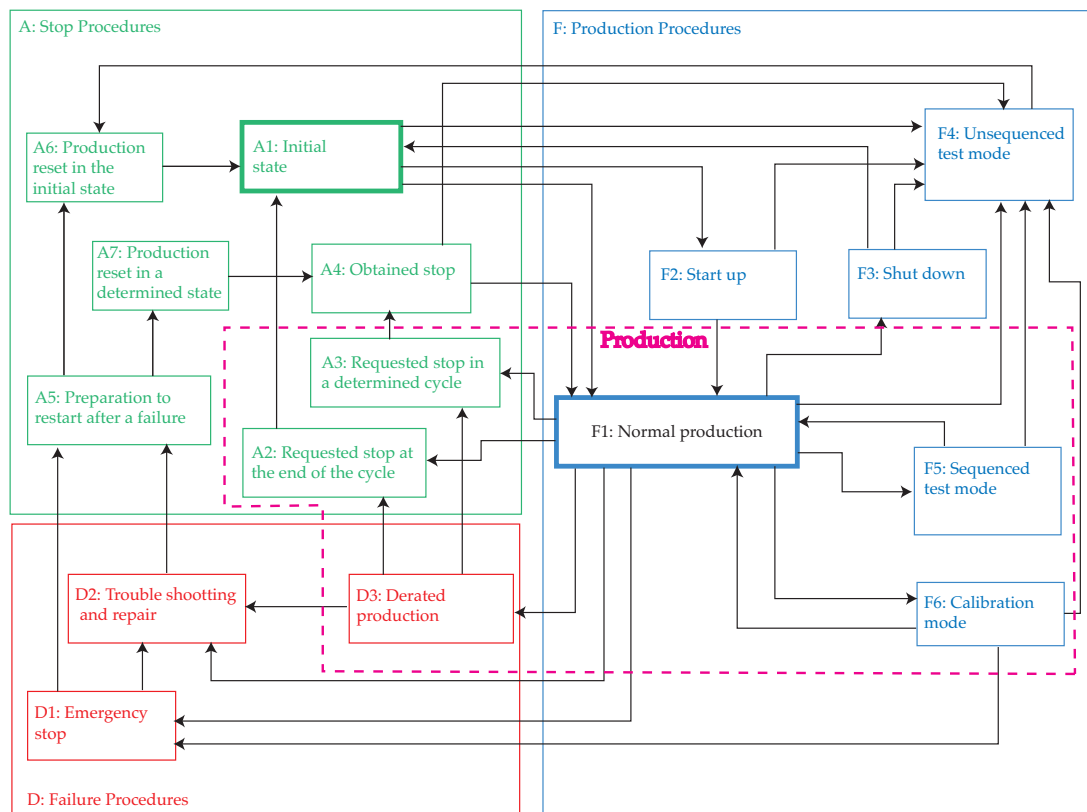 A: Stop Procedures
F: Production Procedures
A6: Production
reset in the
initial state
A1: Initial
state
F4: Unsequenced
test mode
A7: Production
reset in a
determined state
A4: Obtained stop
F2: Start up
F3: Shut down
Production
A3: Requested stop in
a determined cycle
A5: Preparation to
restart after a failure
F1: Normal production
A2: Requested stop at
the end of the cycle
F5: Sequenced
test mode
D2: Trouble shootting
and repair
D3: Derated
production
F6: Calibration
mode
D1: Emergency
stop
D: Failure Procedures